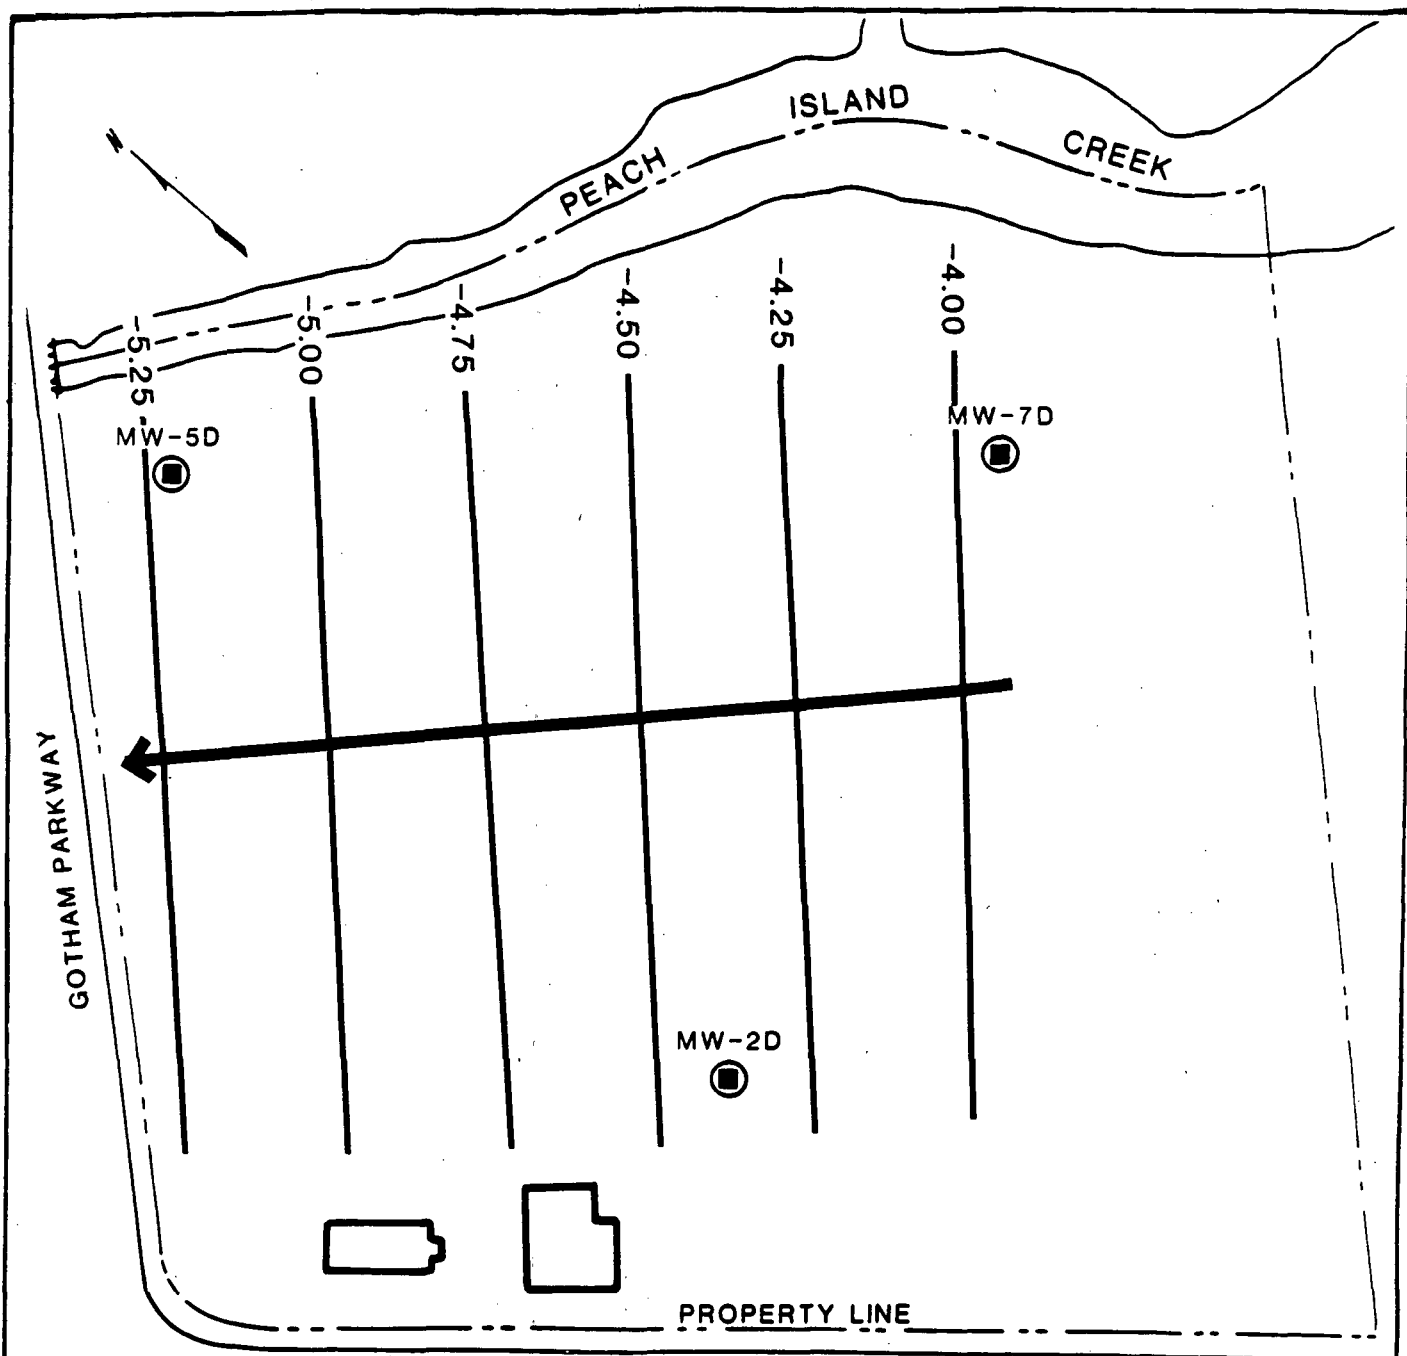 ISLAND
CREEK
PEACH
N
-5.25
-5.00
-4.75
-4.50
-4.25
-4.00
MW-5D
MW-7D
GOTHAM PARKWAY
MW-2D
PROPERTY LINE